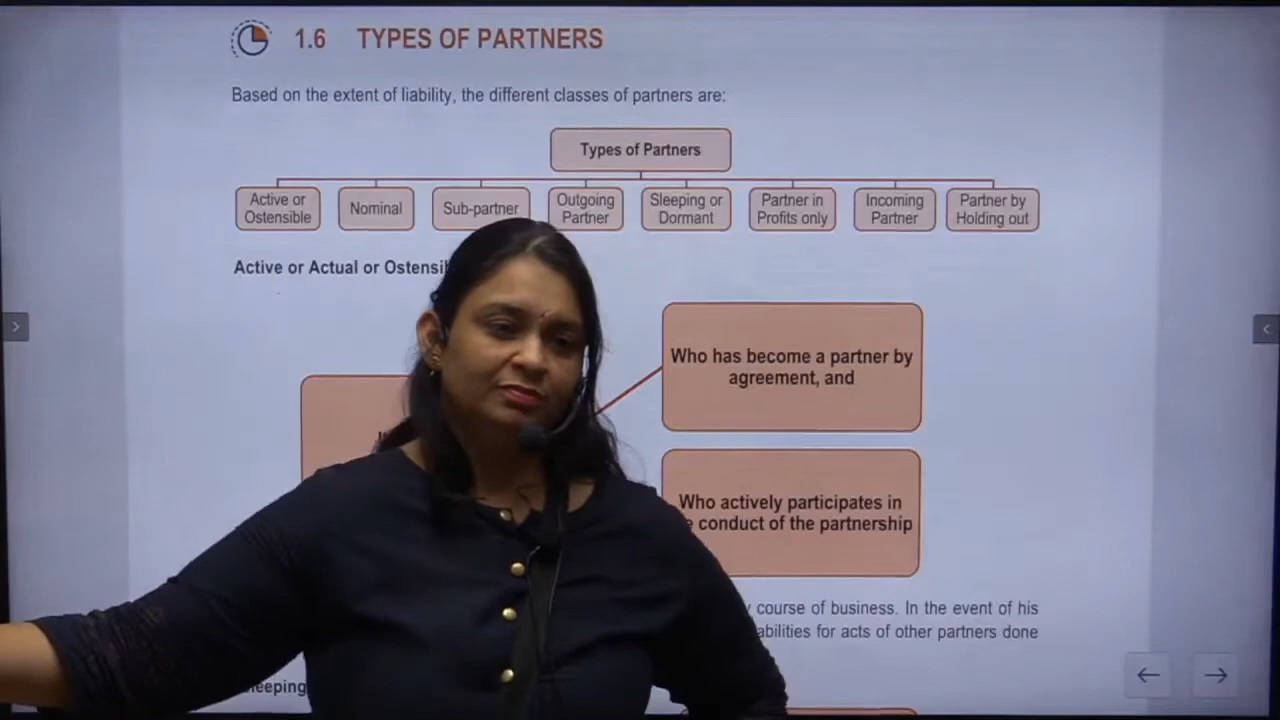 1.6 TYPES OF PARTNERS
Based on the extent of liability, the different classes of partners are:
Types of Partners
Active or
Ostensible
Nominal
Sub-partner
Outgoing
Partner
Sleeping or
Dormant
Partner in
Profits only
Incoming
Partner
Partner by
Holding out
Active or Actual or
Who has become a partner by
agreement, and
Who actively participates in
conduct of the partnership
course of business. In the event of his
for acts of other partners done